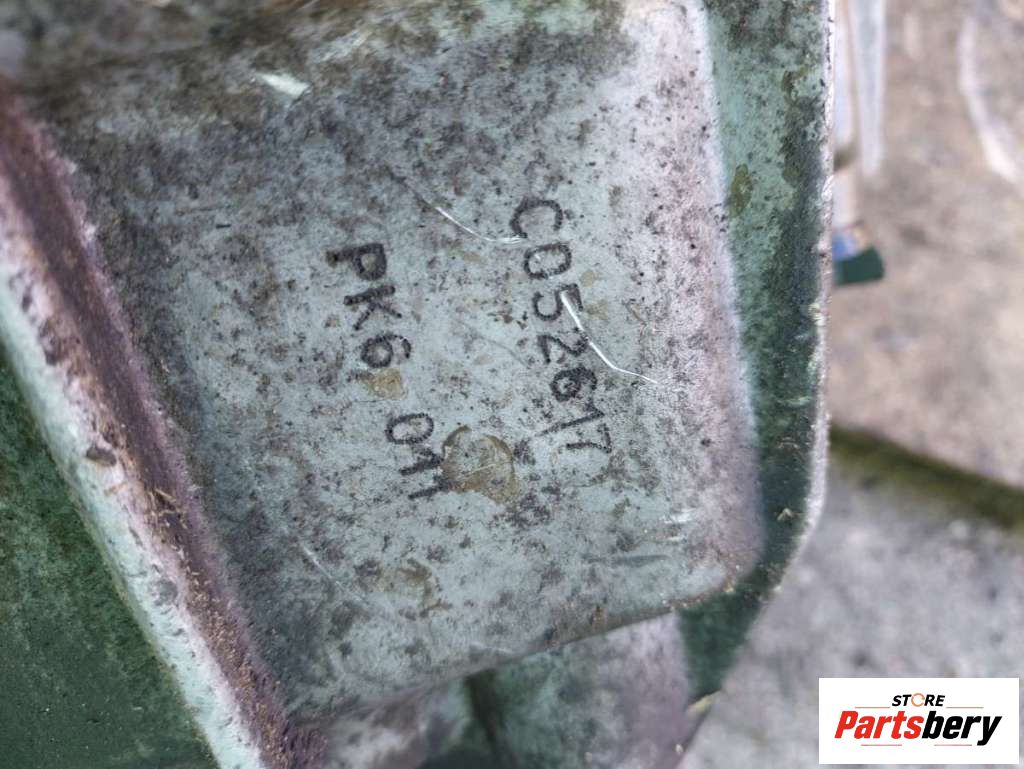 PK6 011
C052617
STORE
Partsbery